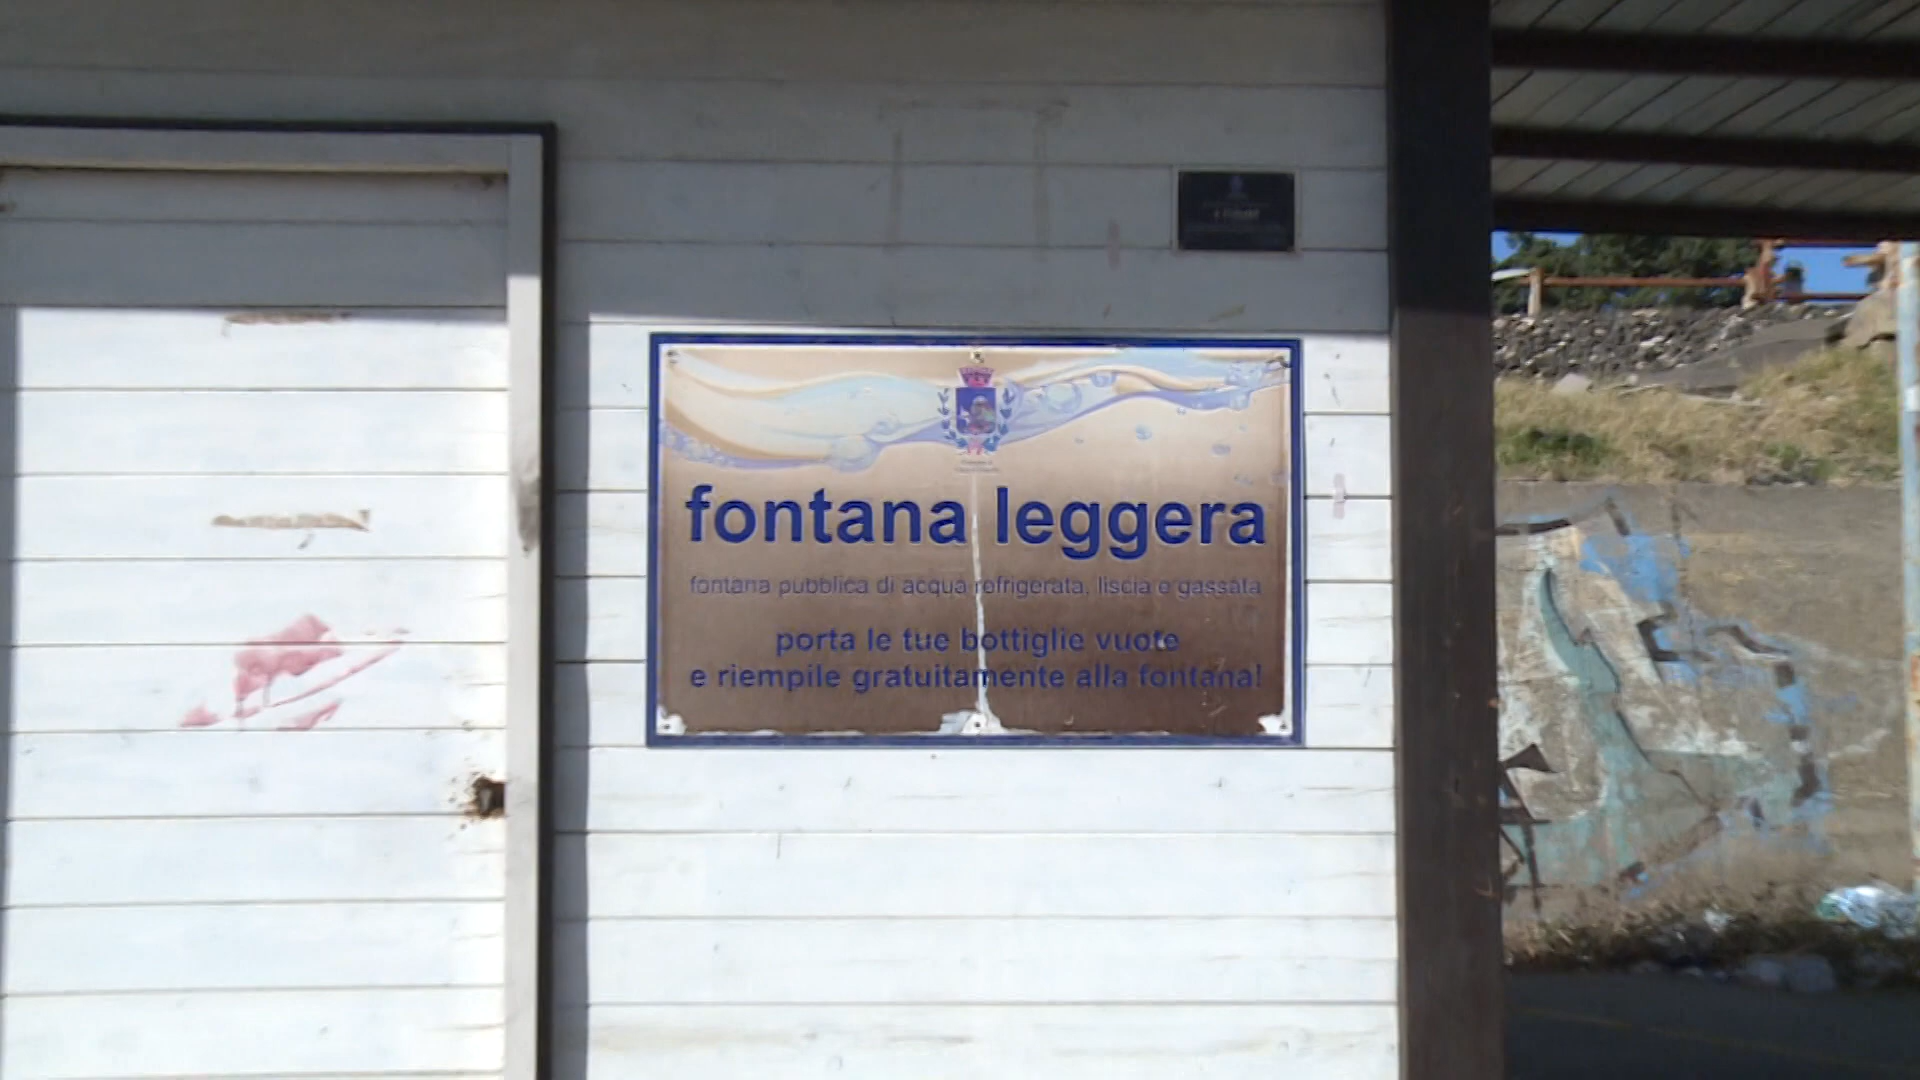 fontana leggera
fontana pubblica di acqua refrigerata, liscia e gassata
porta le tue bottiglie vuote
e riempile gratuitamente alla fontana!